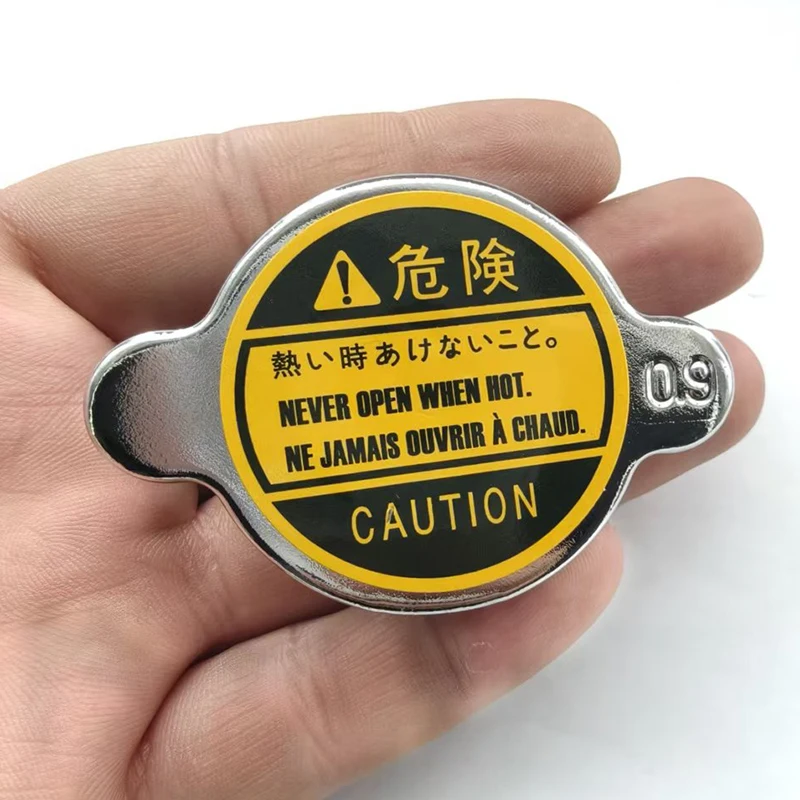 危険
熱い時あけないこと。
NEVER OPEN WHEN HOT.
NE JAMAIS OUVRIR À CHAUD.
CAUTION
0.9